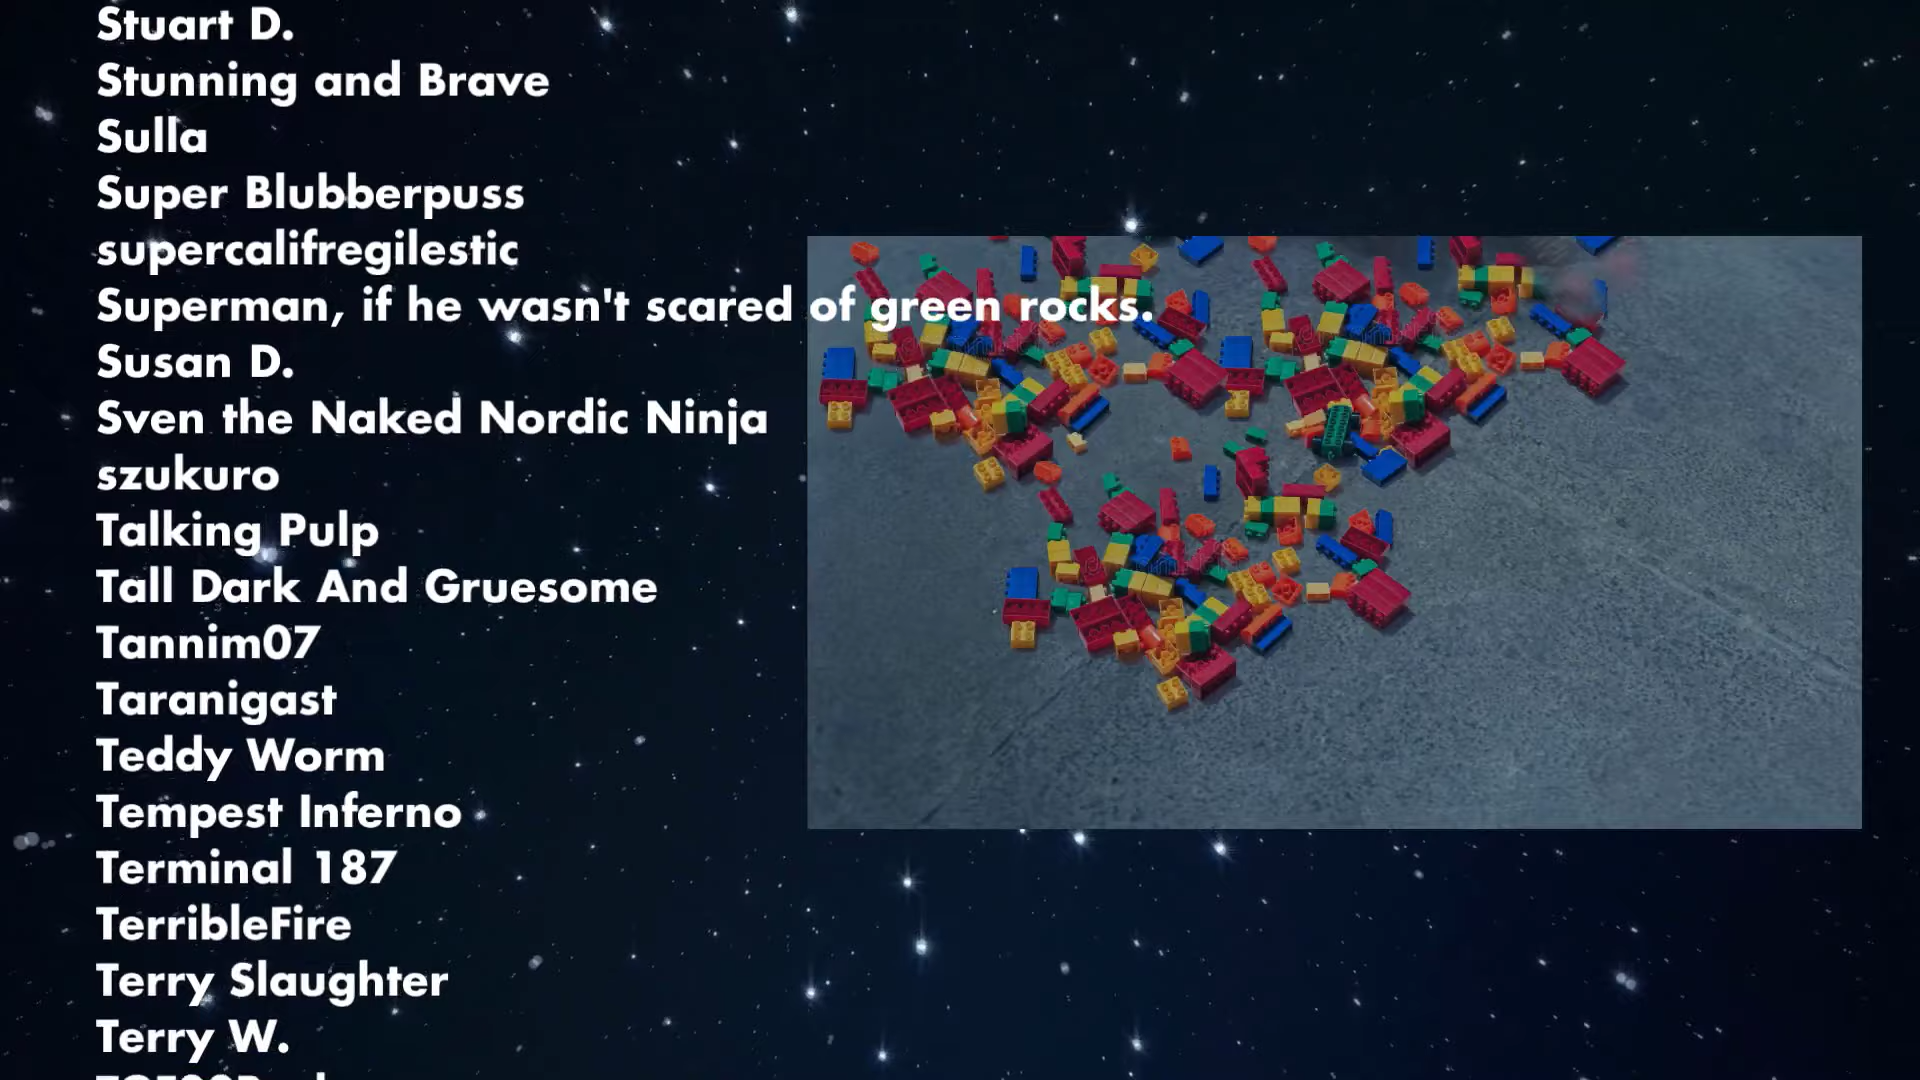 Stuart D.
Stunning and Brave
Sulla
Super Blubberpuss
supercalifregilestic
Superman, if he wasn't scared of green rocks.
Susan D.
Sven the Naked Nordic Ninja
szukuro
Talking Pulp
Tall Dark And Gruesome
Tannim07
Taranigast
Teddy Worm
Tempest Inferno
Terminal 187
TerribleFire
Terry Slaughter
Terry W.